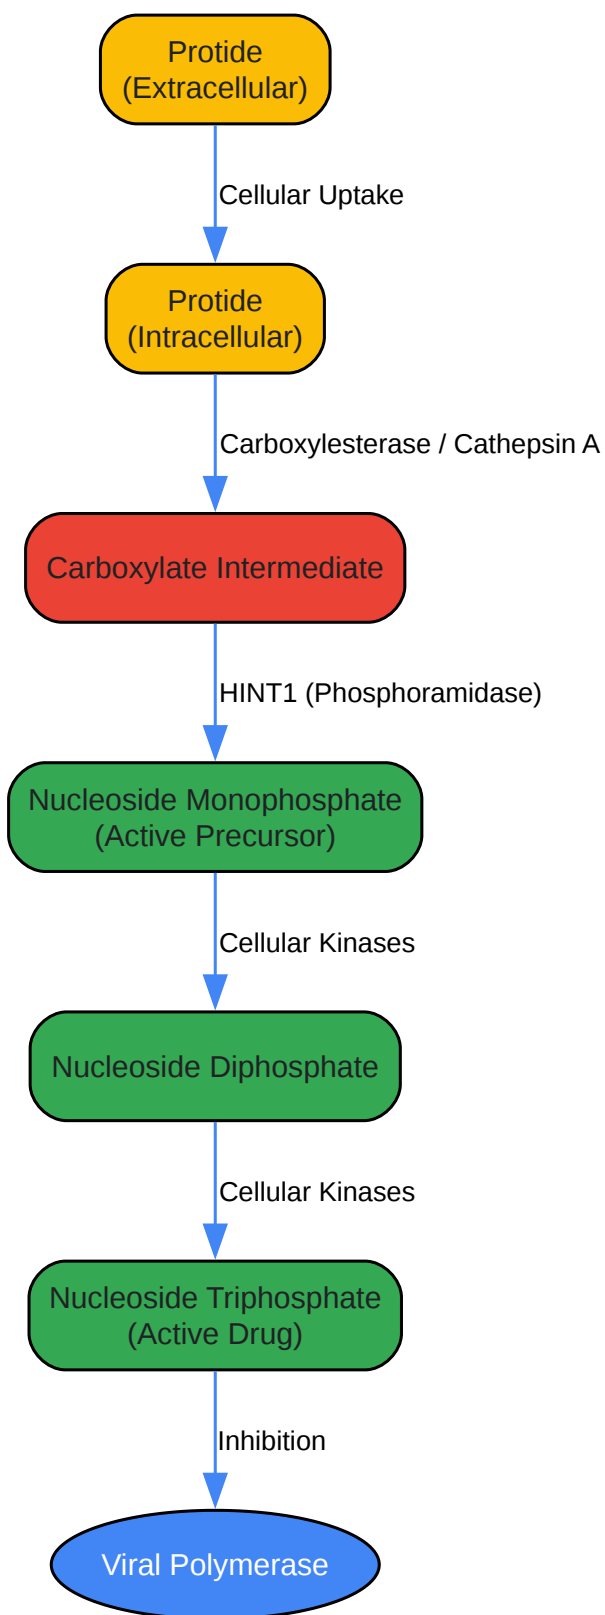 Protide
(Extracellular)
Cellular Uptake
Protide
(Intracellular)
Carboxylesterase / Cathepsin A
Carboxylate Intermediate
HINT1 (Phosphoramidase)
Nucleoside Monophosphate
(Active Precursor)
Cellular Kinases
Nucleoside Diphosphate
Cellular Kinases
Nucleoside Triphosphate
(Active Drug)
Inhibition
Viral Polymerase